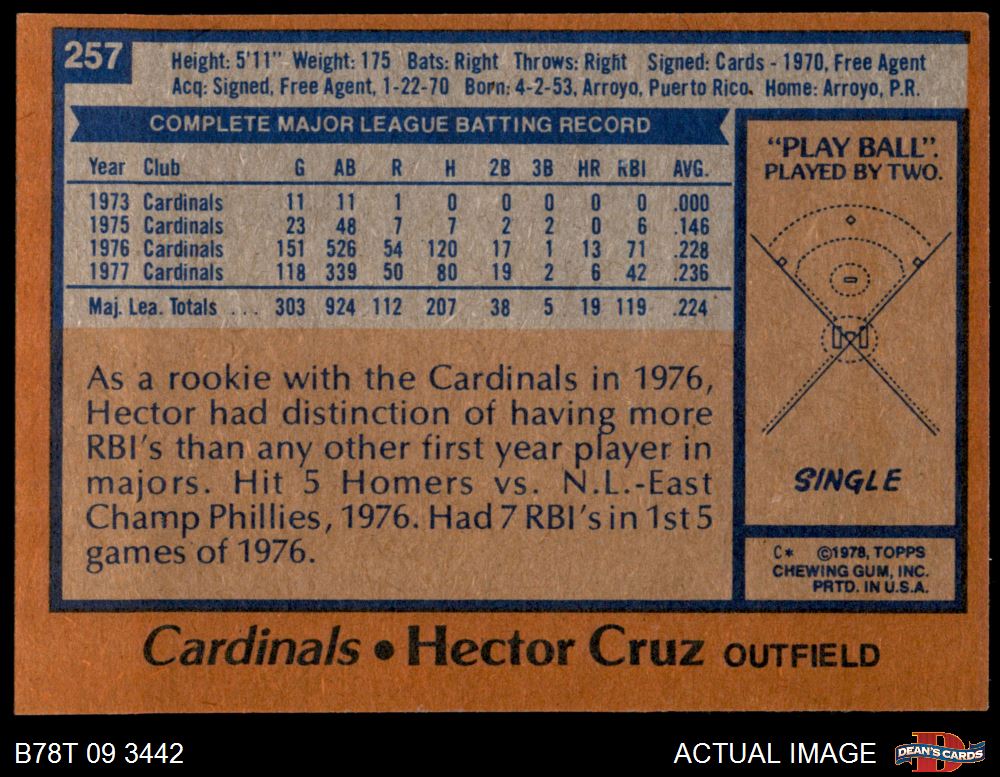 257
Height: 5'11" Weight: 175 Bats: Right Throws: Right Signed: Cards - 1970, Free Agent
Acq: Signed, Free Agent, 1-22-70 Born: 4-2-53, Arroyo, Puerto Rico. Home: Arroyo, P.R.
COMPLETE MAJOR LEAGUE BATTING RECORD
Year Club G AB R H 2B 3B HR RBI AVG.
1973 Cardinals 11 11 1 0 0 0 0 0 .000
1975 Cardinals 23 48 7 7 2 2 0 6 .146
1976 Cardinals 151 526 54 120 17 1 13 71 .228
1977 Cardinals 118 339 50 80 19 2 6 42 .236
Maj. Lea. Totals . . . 303 924 112 207 38 5 19 119 .224
As a rookie with the Cardinals in 1976,
Hector had distinction of having more
RBI's than any other first year player in
majors. Hit 5 Homers vs. N.L.-East
Champ Phillies, 1976. Had 7 RBI's in 1st 5
games of 1976.
"PLAY BALL".
PLAYED BY TWO.
SINGLE
C* ©1978, TOPPS
CHEWING GUM, INC.
PRTD. IN U.S.A.
Cardinals • Hector Cruz OUTFIELD
B78T 09 3442
ACTUAL IMAGE
D
DEAN'S CARDS